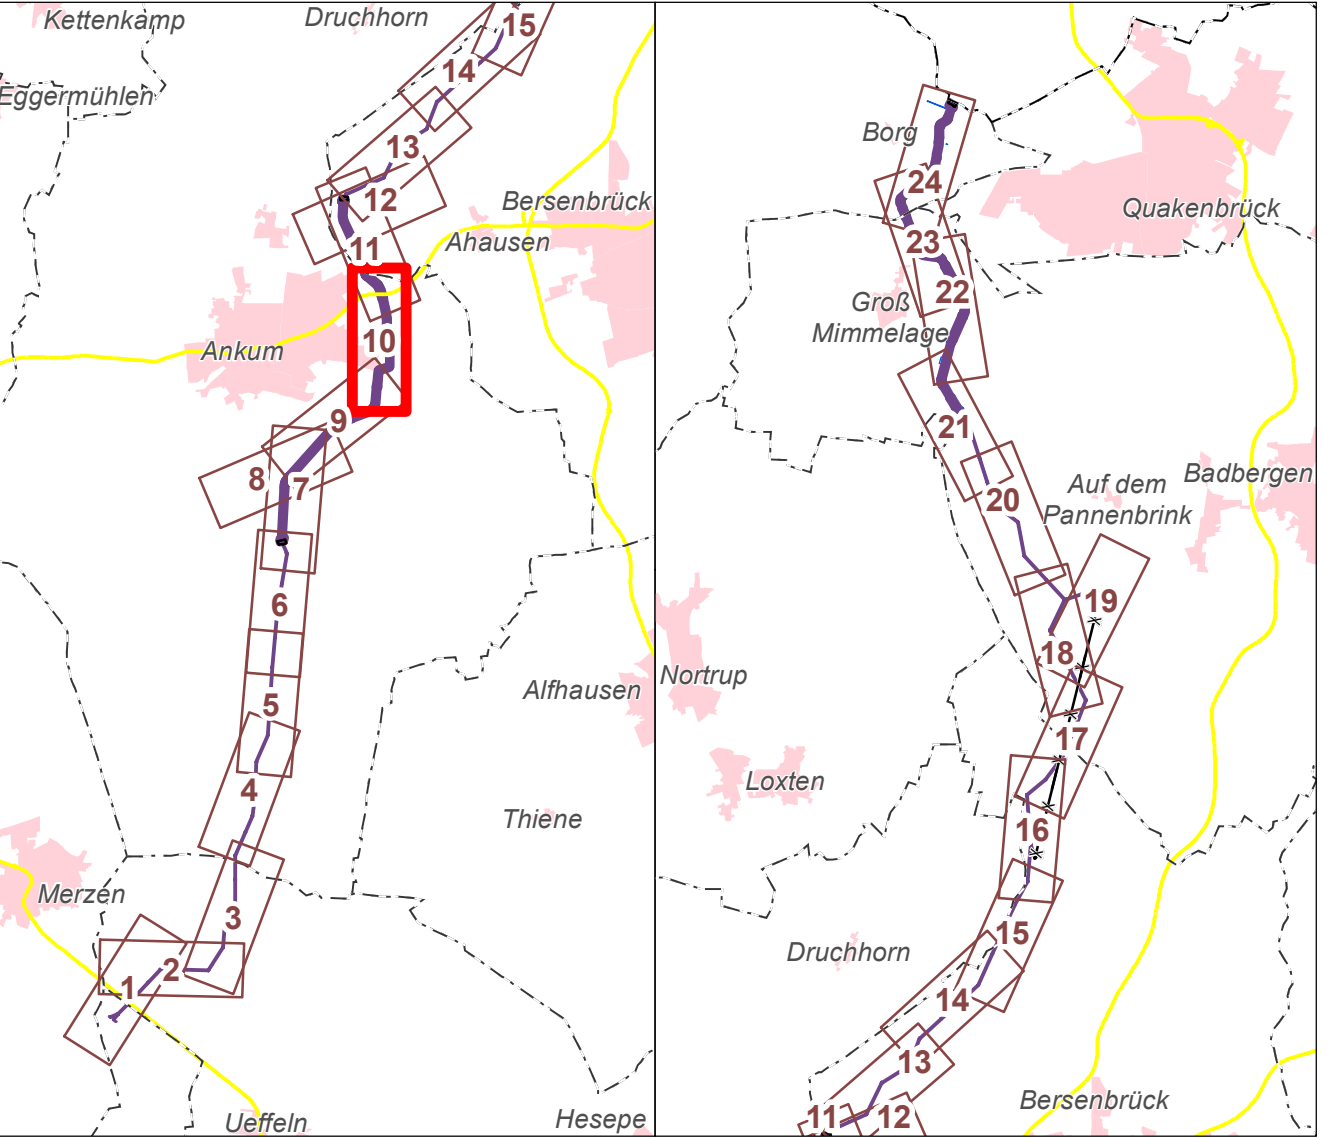 Kettenkamp
Druchhorn
15
14
Eggermühlen
13
12
Bersenbrück
Ahausen
11
10
Ankum
9
8
7
6
Alfhausen
5
4
Thiene
Merzen
3
2
1
Ueffeln
Hesepe
Borg
24
Quakenbrück
23
22
Groß
Mimmelage
21
Badbergen
20
Auf dem
Pannenbrink
19
18
Nortrup
17
Loxten
16
15
Druchhorn
14
13
Bersenbrück
11
12